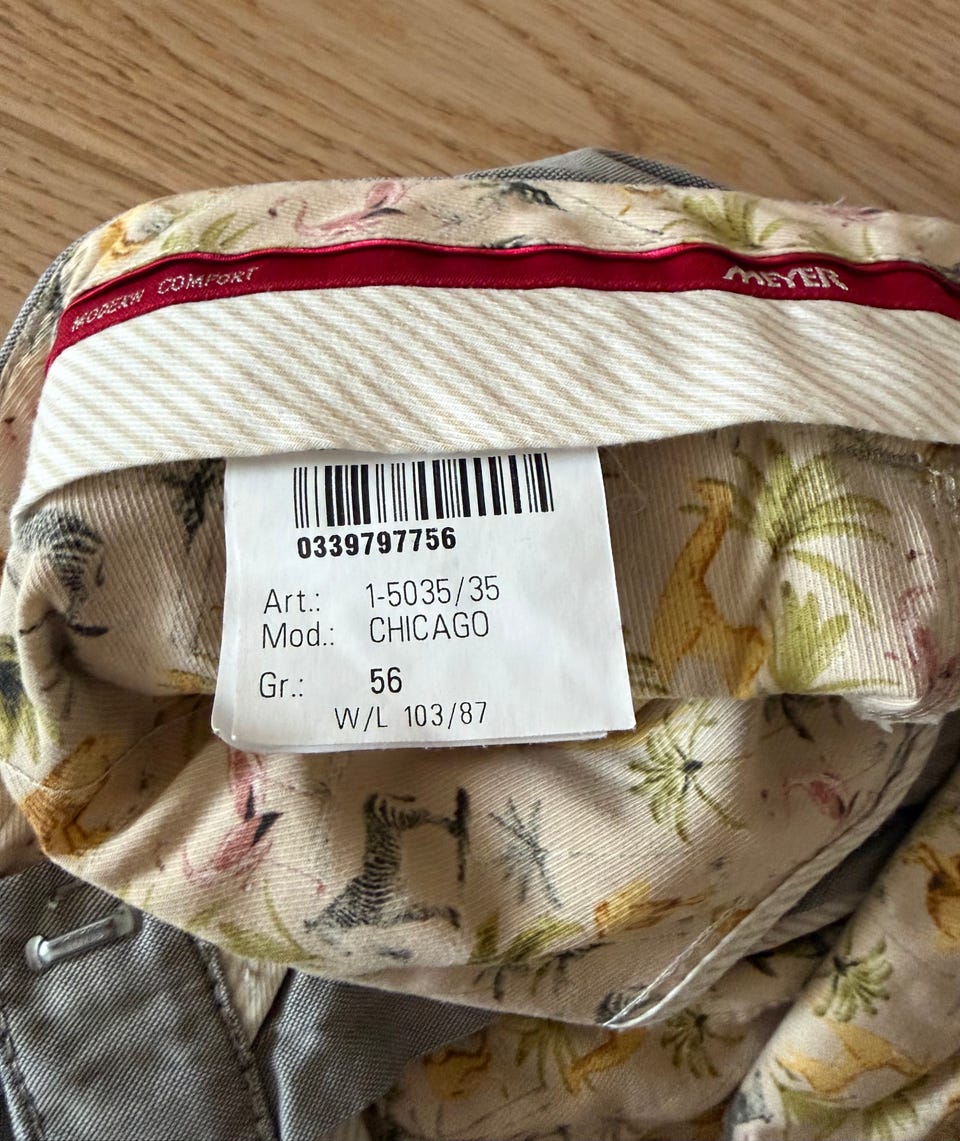 MODERN COMFORT
MEYER
0339797756
Art.: 1-5035/35
Mod.: CHICAGO
Gr.: 56
W/L 103/87